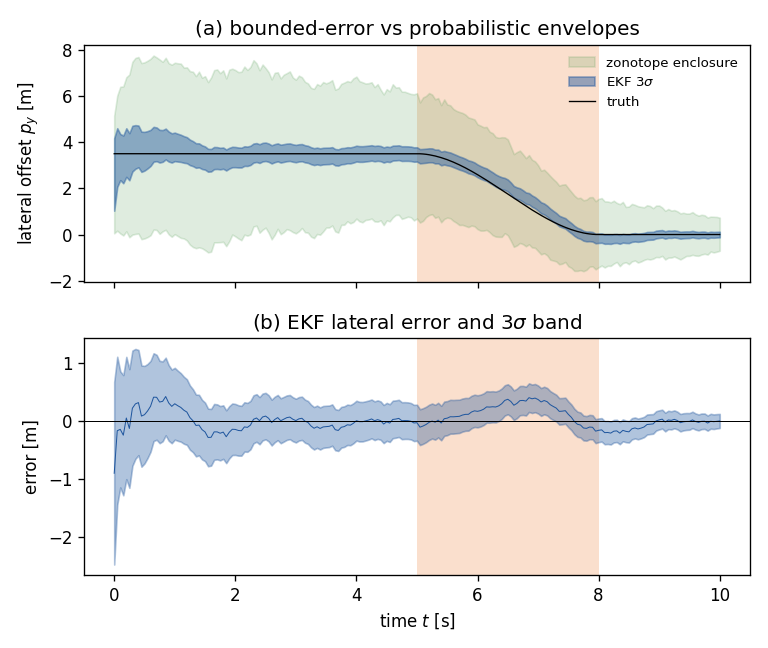 (a) bounded-error vs probabilistic envelopes
8
6
4
2
0
−2
lateral offset p_y [m]
zonotope enclosure
EKF 3σ
truth
(b) EKF lateral error and 3σ band
1
0
−1
−2
error [m]
0 2 4 6 8 10
time t [s]